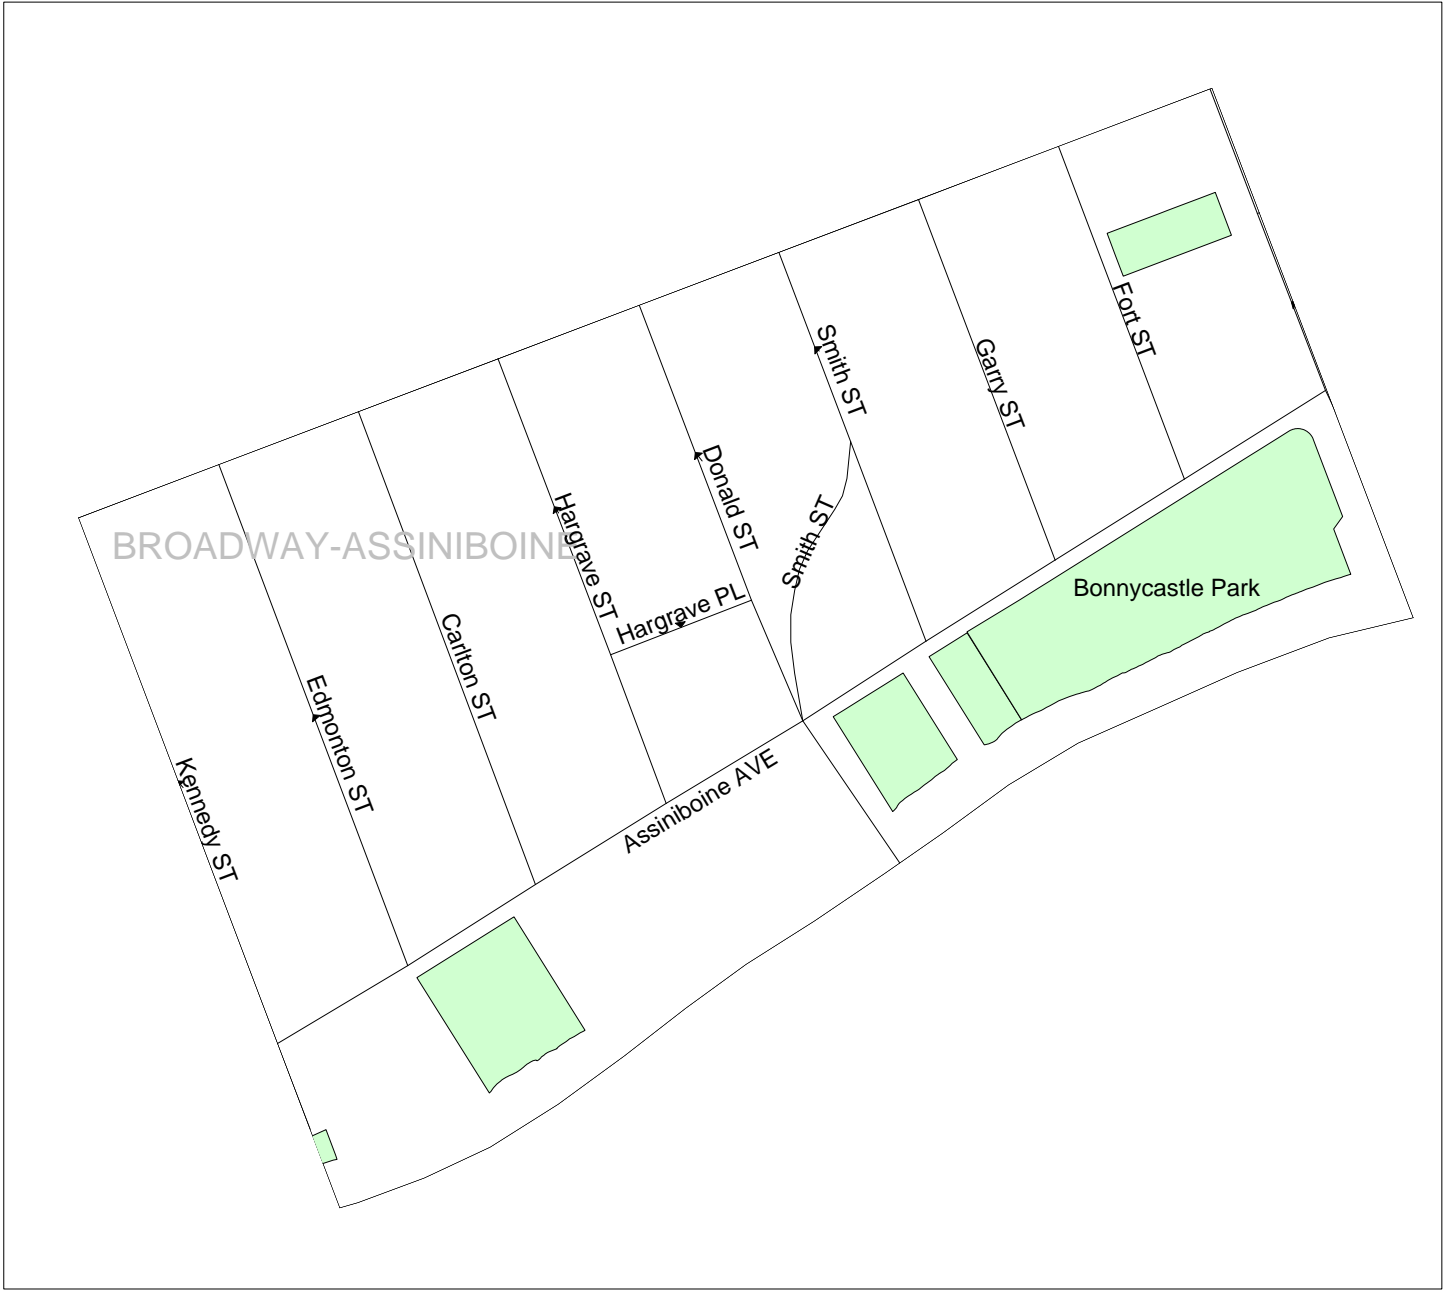 Smith ST
Garry ST
Fort ST
Donald ST
Smith ST
Hargrave ST
BROADWAY-ASSINIBOINE
Hargrave PL
Bonnycastle Park
Carlton ST
Edmonton ST
Kennedy ST
Assiniboine AVE